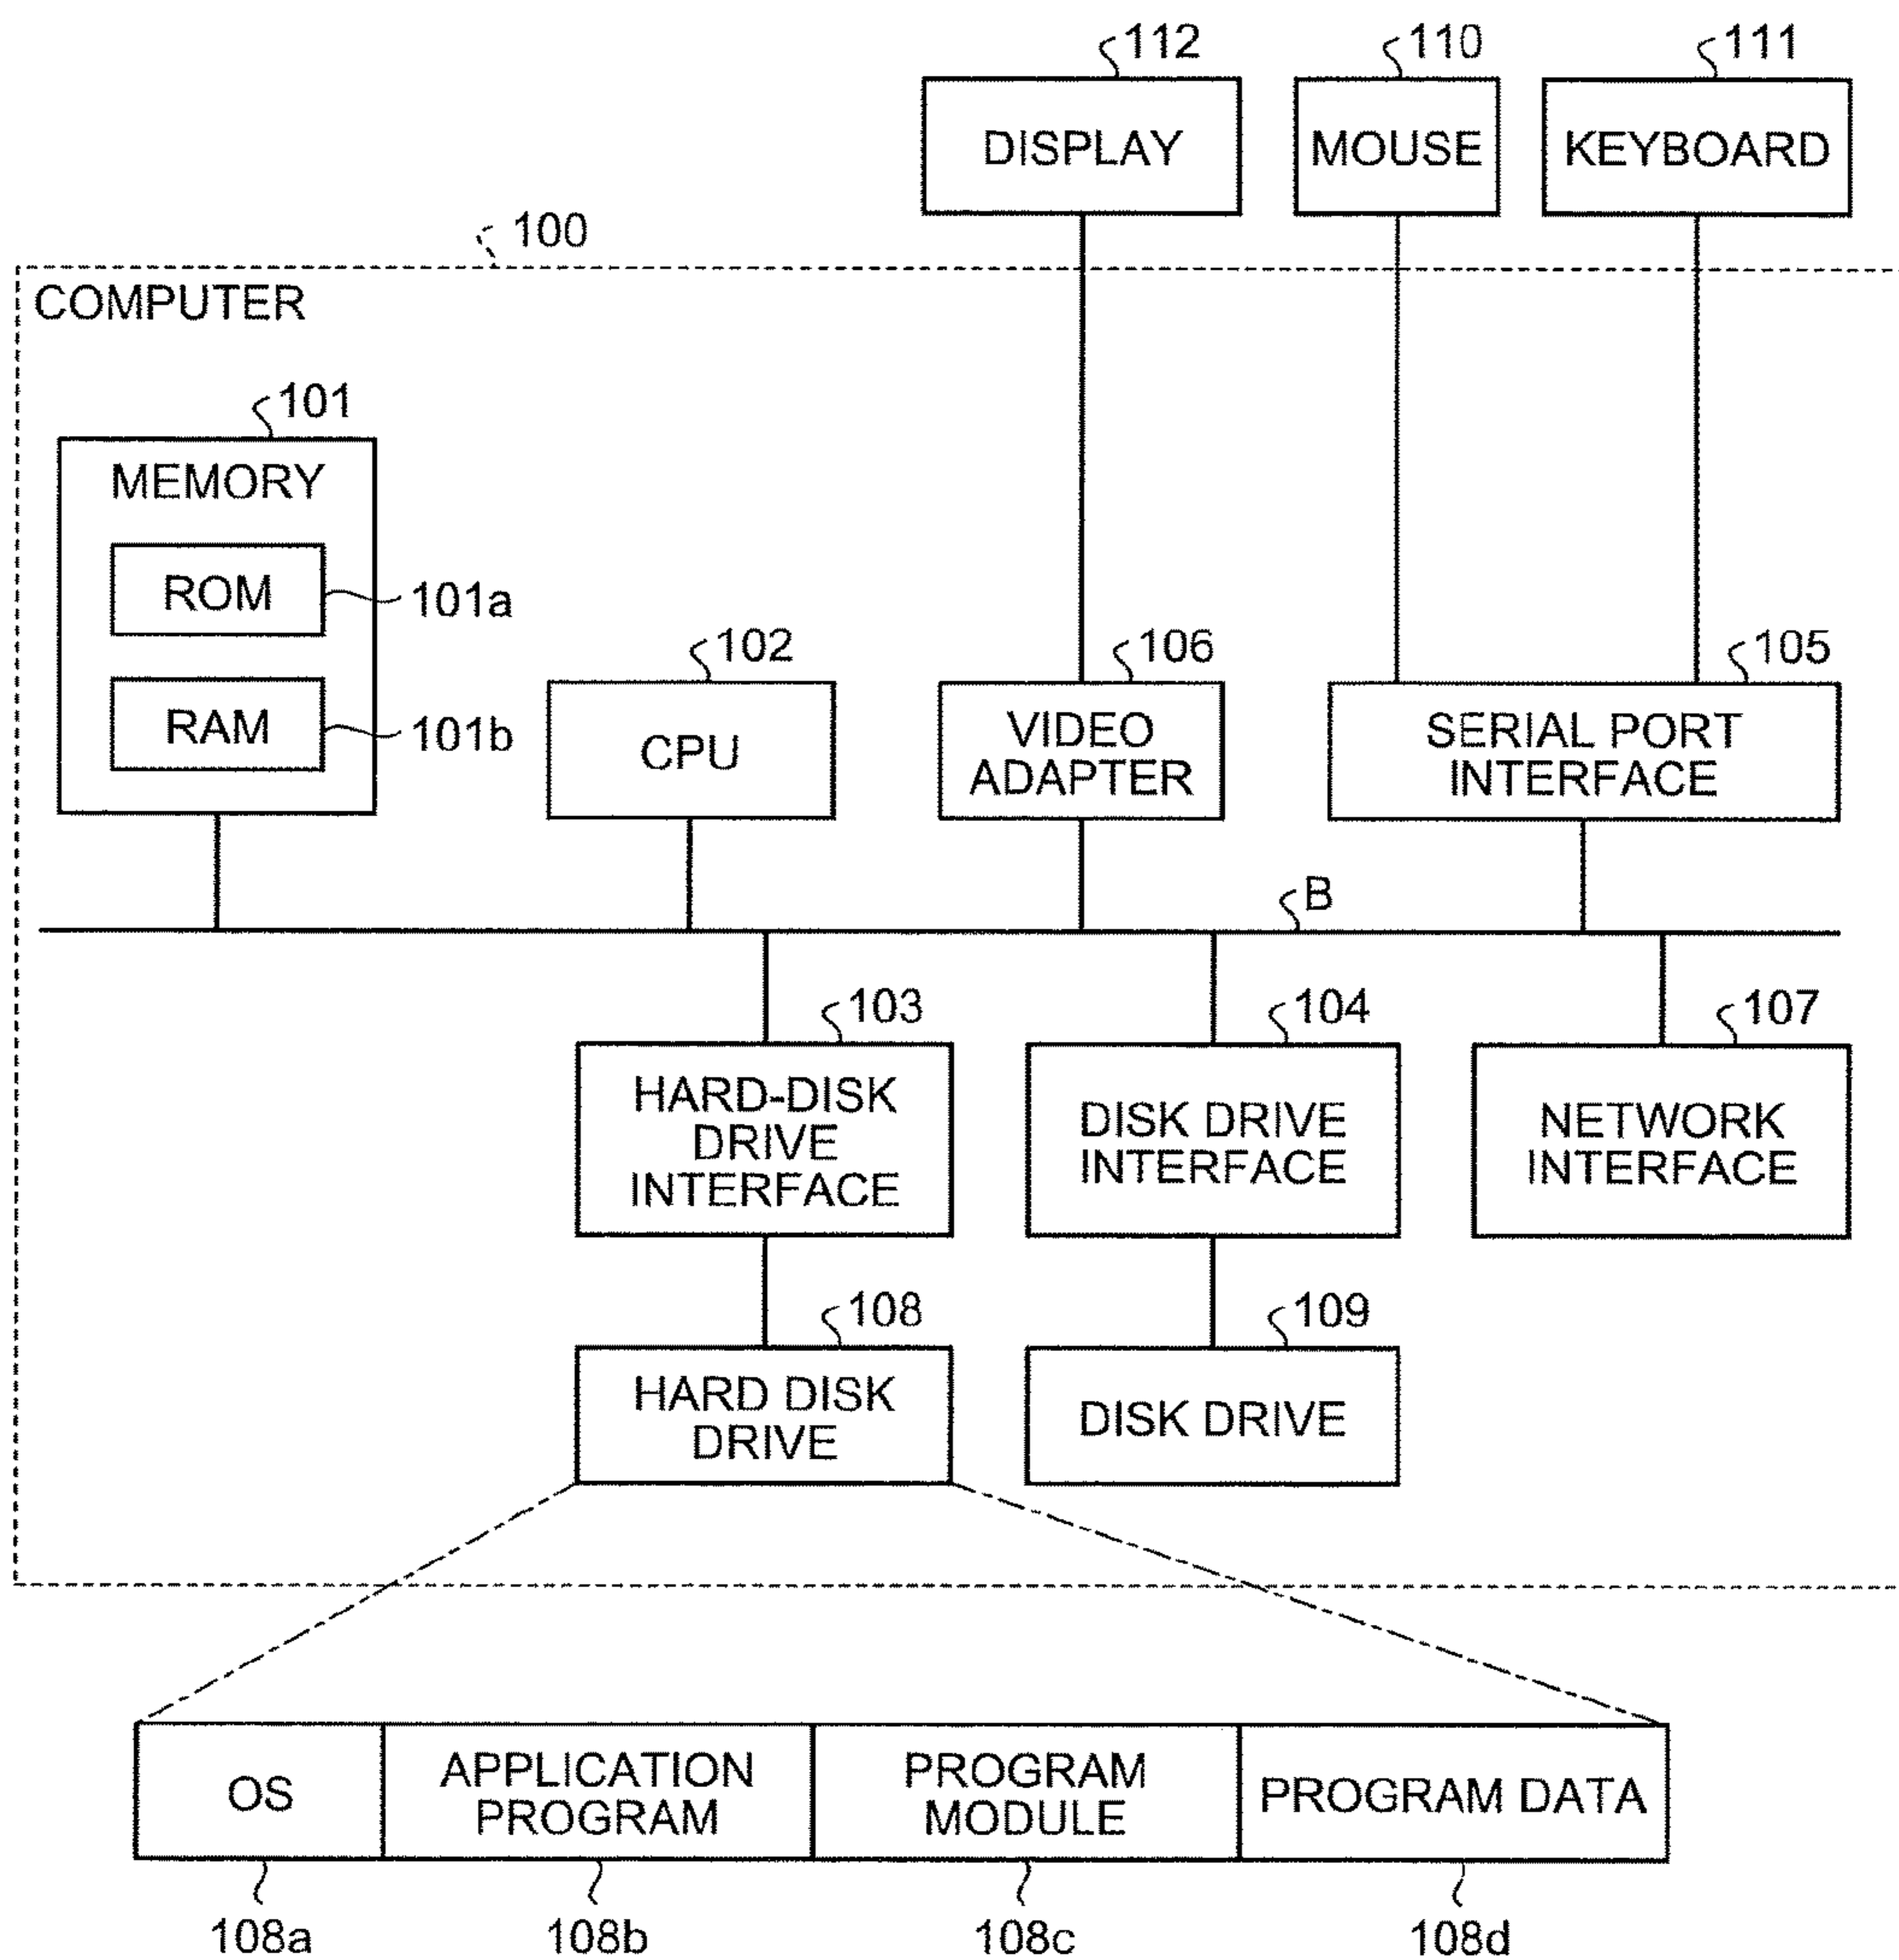 112
110
111
DISPLAY
MOUSE
KEYBOARD
100
COMPUTER
101
MEMORY
ROM
101a
RAM
101b
102
CPU
106
VIDEO
ADAPTER
105
SERIAL PORT
INTERFACE
B
103
HARD-DISK
DRIVE
INTERFACE
104
DISK DRIVE
INTERFACE
107
NETWORK
INTERFACE
108
HARD DISK
DRIVE
109
DISK DRIVE
OS
APPLICATION
PROGRAM
PROGRAM
MODULE
PROGRAM DATA
108a
108b
108c
108d